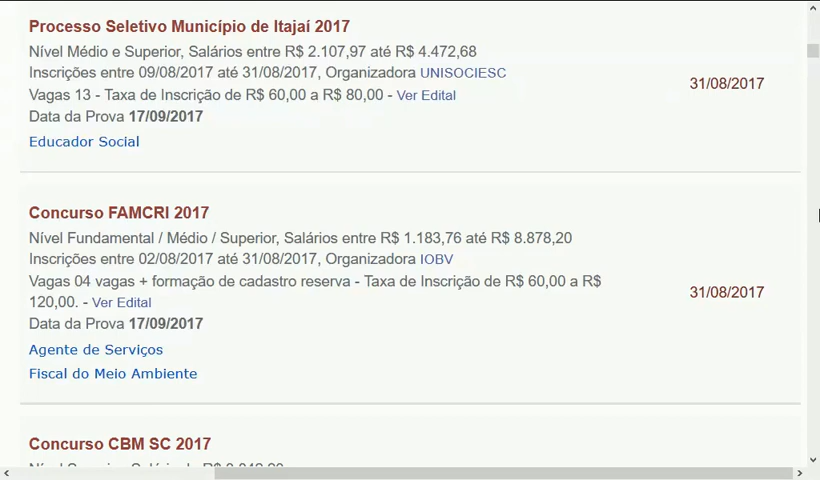 Processo Seletivo Município de Itajaí 2017
Nível Médio e Superior, Salários entre R$ 2.107,97 até R$ 4.472,68
Inscrições entre 09/08/2017 até 31/08/2017, Organizadora UNISOCIESC
Vagas 13 - Taxa de Inscrição de R$ 60,00 a R$ 80,00 - Ver Edital
Data da Prova 17/09/2017
Educador Social
31/08/2017
Concurso FAMCRI 2017
Nível Fundamental / Médio / Superior, Salários entre R$ 1.183,76 até R$ 8.878,20
Inscrições entre 02/08/2017 até 31/08/2017, Organizadora IOBV
Vagas 04 vagas + formação de cadastro reserva - Taxa de Inscrição de R$ 60,00 a R$
120,00. - Ver Edital
Data da Prova 17/09/2017
Agente de Serviços
Fiscal do Meio Ambiente
31/08/2017
Concurso CBM SC 2017